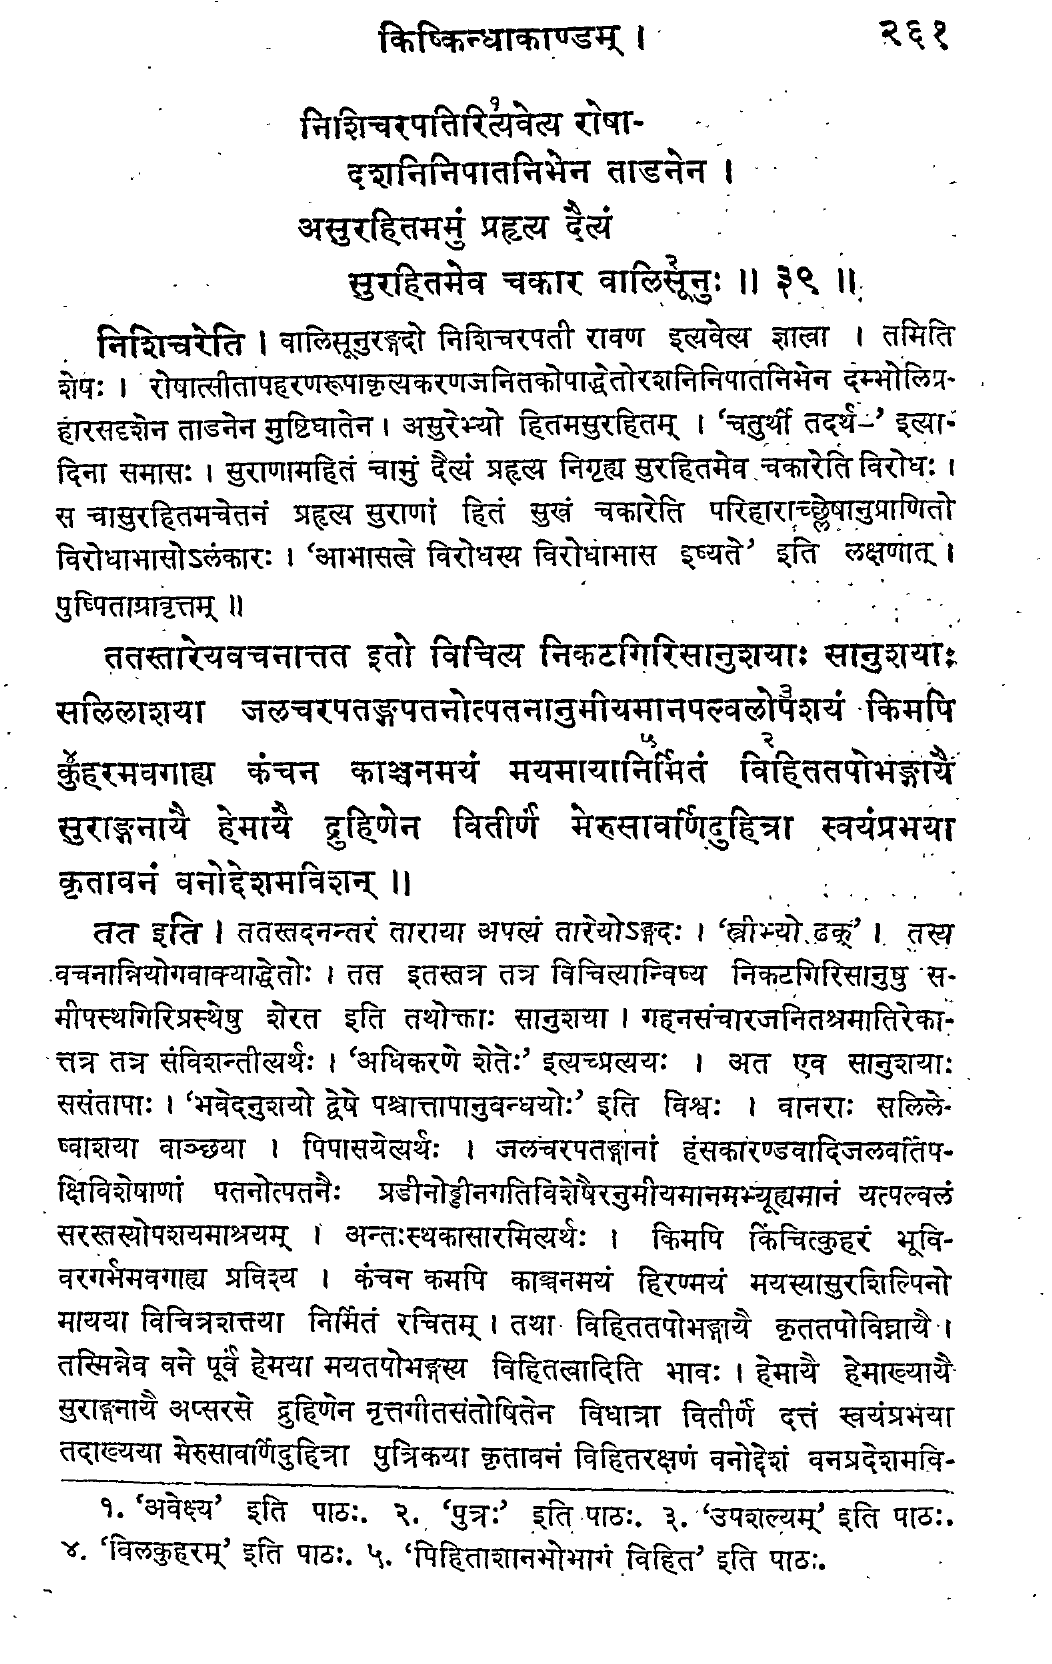 किष्किन्धाकाण्डम् ।
२६१
निशिचरपतिरित्यवेत्य१ रोषा-
दशनिनिपातनिभेन ताडनेन ।
असुरहितममुं प्रहृत्य दैत्यं
सुरहितमेव चकार वालिसूनुः२ ॥ ३९ ॥
निशिचरेति । वालिसूनुरङ्गदो निशिचरपती रावण इत्यवेत्य ज्ञात्वा । तमिति
शेषः । रोषात्सीतापहरणरूपाकृत्यकरणजनितकोपाद्धेतोरशनिनिपातनिभेन दम्भोलिप्र-
हारसदृशेन ताडनेन मुष्टिघातेन । असुरेभ्यो हितमसुरहितम् । ‘चतुर्थी तदर्थ–’ इत्या-
दिना समासः । सुराणामहितं चामुं दैत्यं प्रहृत्य निगृह्य सुरहितमेव चकारेति विरोधः ।
स चासुरहितमचेतनं प्रहृत्य सुराणां हितं सुखं चकारेति परिहाराच्छ्लेषानुप्राणितो
विरोधाभासोऽलंकारः । ‘आभासत्वे विरोधस्य विरोधाभास इष्यते’ इति लक्षणात् ।
पुष्पिताग्रावृत्तम् ॥
ततस्तारेयवचनात्तत इतो विचित्य निकटगिरिसानुशयाः सानुशयाः
सलिलाशया जलचरपतङ्गपतनोत्पतनानुमीयमानपल्वलोपशयं३ किमपि
कुहरमवगाह्य४ कंचन काञ्चनमयं मयमायानिर्मितं५ विहिततपोभङ्गायै२
सुराङ्गनायै हेमायै द्रुहिणेन वितीर्णं मेरुसावर्णिदुहित्रा स्वयंप्रभया
कृतावनं वनोद्देशमविशन् ॥
तत इति । ततस्तदनन्तरं ताराया अपत्यं तारेयोऽङ्गदः । ‘स्त्रीभ्यो ढक्’ । तस्य
वचनान्नियोगवाक्याद्धेतोः । तत इतस्तत्र तत्र विचित्यान्विष्य निकटगिरिसानुषु स-
मीपस्थगिरिप्रस्थेषु शेरत इति तथोक्ताः सानुशया । गहनसंचारजनितश्रमातिरेका-
त्तत्र तत्र संविशन्तीत्यर्थः । ‘अधिकरणे शेतेः’ इत्यच्प्रत्ययः । अत एव सानुशयाः
ससंतापाः । ‘भवेदनुशयो द्वेषे पश्चात्तापानुबन्धयोः’ इति विश्वः । वानराः सलिले-
ष्वाशया वाञ्छया । पिपासयेत्यर्थः । जलचरपतङ्गानां हंसकारण्डवादिजलवर्तिप-
क्षिविशेषाणां पतनोत्पतनैः प्रडीनोड्डीनगतिविशेषैरनुमीयमानमभ्यूह्यमानं यत्पल्वलं
सरस्तस्योपशयमाश्रयम् । अन्तःस्थकासारमित्यर्थः । किमपि किंचित्कुहरं भूवि-
वरगर्भमवगाह्य प्रविश्य । कंचन कमपि काञ्चनमयं हिरण्मयं मयस्यासुरशिल्पिनो
मायया विचित्रशक्त्या निर्मितं रचितम् । तथा विहिततपोभङ्गायै कृततपोविघ्नायै ।
तस्मिन्नेव वने पूर्वं हेमया मयतपोभङ्गस्य विहितत्वादिति भावः । हेमायै हेमाख्यायै
सुराङ्गनायै अप्सरसे द्रुहिणेन नृत्तगीतसंतोषितेन विधात्रा वितीर्णं दत्तं स्वयंप्रभया
तदाख्यया मेरुसावर्णिदुहित्रा पुत्रिकया कृतावनं विहितरक्षणं वनोद्देशं वनप्रदेशमवि-
१. ‘अवेक्ष्य’ इति पाठः. २. ‘पुत्रः’ इति पाठः. ३. ‘उपशल्यम्’ इति पाठः.
४. ‘विलकुहरम्’ इति पाठः. ५. ‘पिहिताशानभोभागं विहित’ इति पाठः.